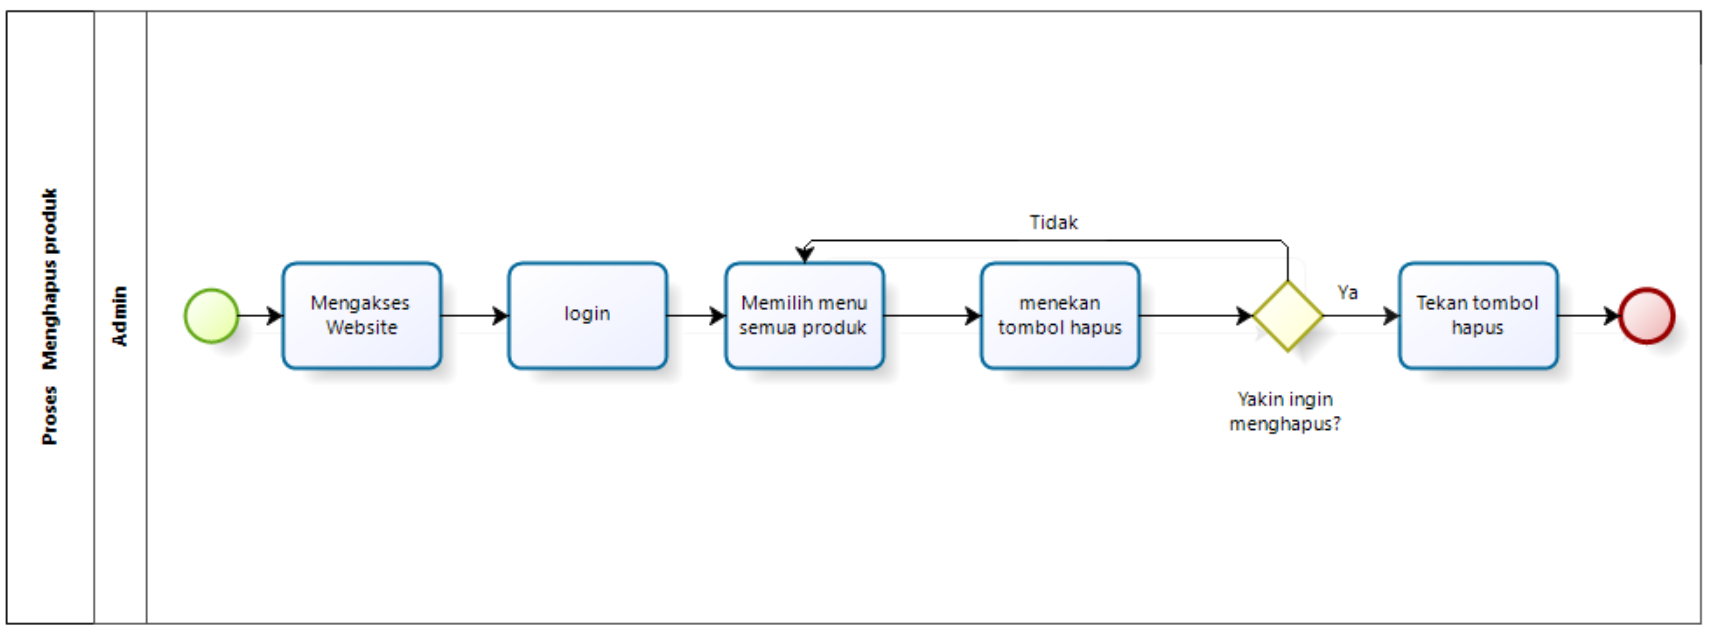 Proses Menghapus produk
Admin
Mengakses
Website
login
Memilih menu
semua produk
menekan
tombol hapus
Tidak
Yakin ingin
menghapus?
Ya
Tekan tombol
hapus